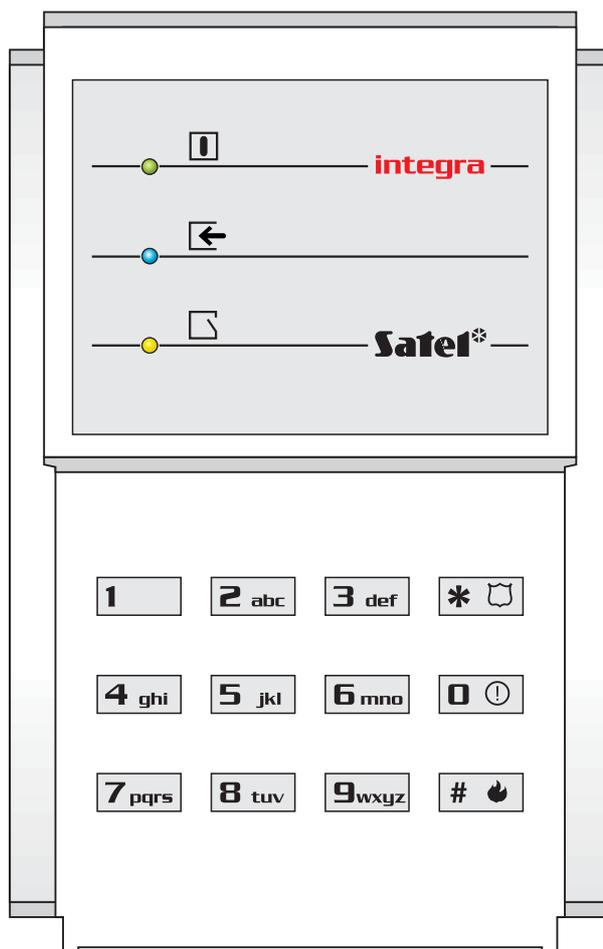 integra
Satel*
1 2 abc 3 def *
4 ghi 5 jkl 6 mno 0
7 pqrs 8 tuv 9 wxyz #